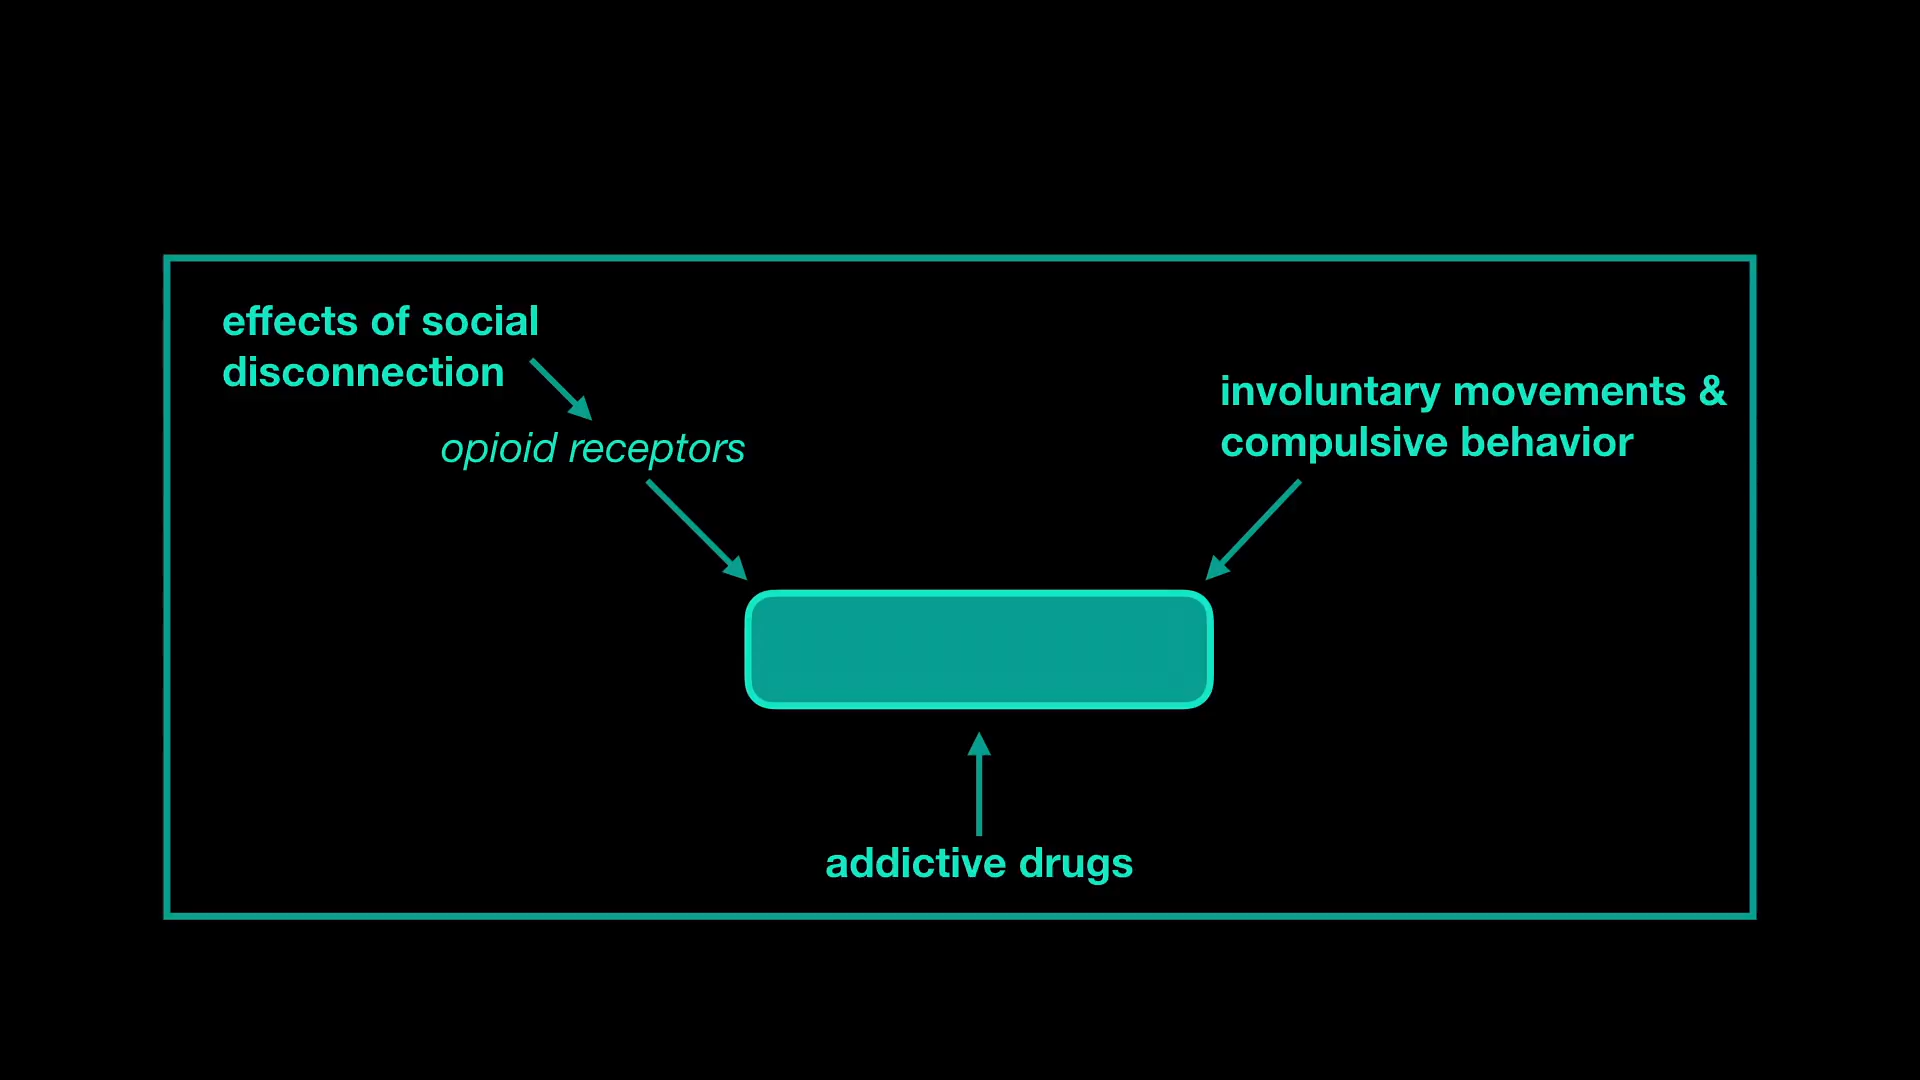 effects of social
disconnection
opioid receptors
involuntary movements &
compulsive behavior
addictive drugs